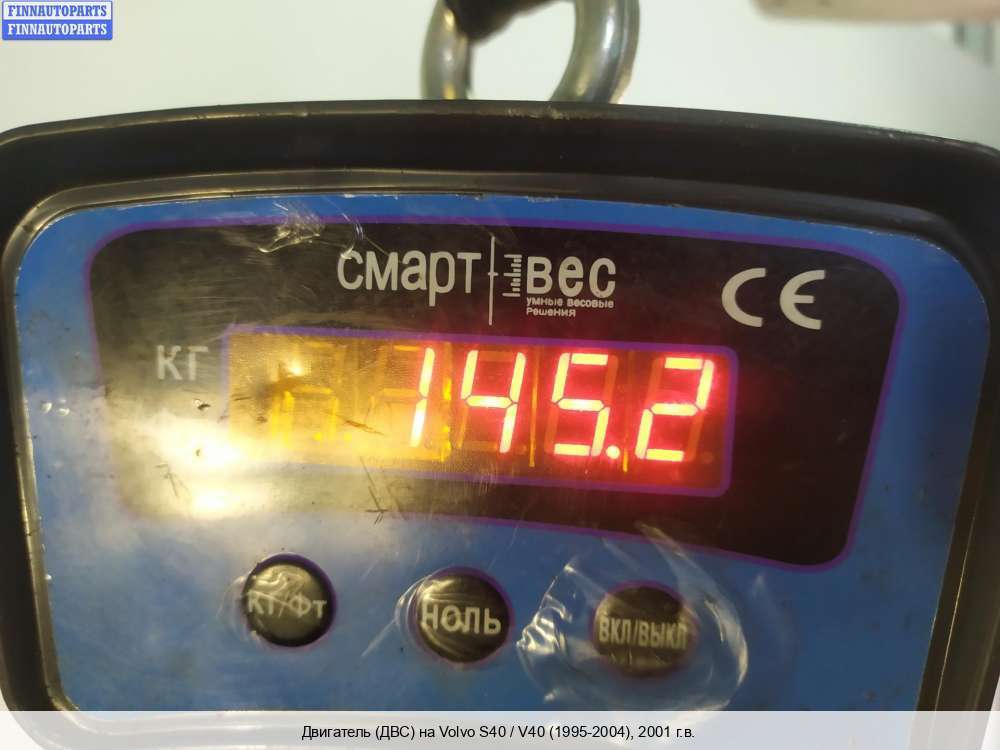 FINNAUTOPARTS
FINNAUTOPARTS
смарт вес
умные весовые
решения
CE
КГ
145.2
КГ/ФТ
НОЛЬ
ВКЛ/ВЫКЛ
Двигатель (ДВС) на Volvo S40 / V40 (1995-2004), 2001 г.в.